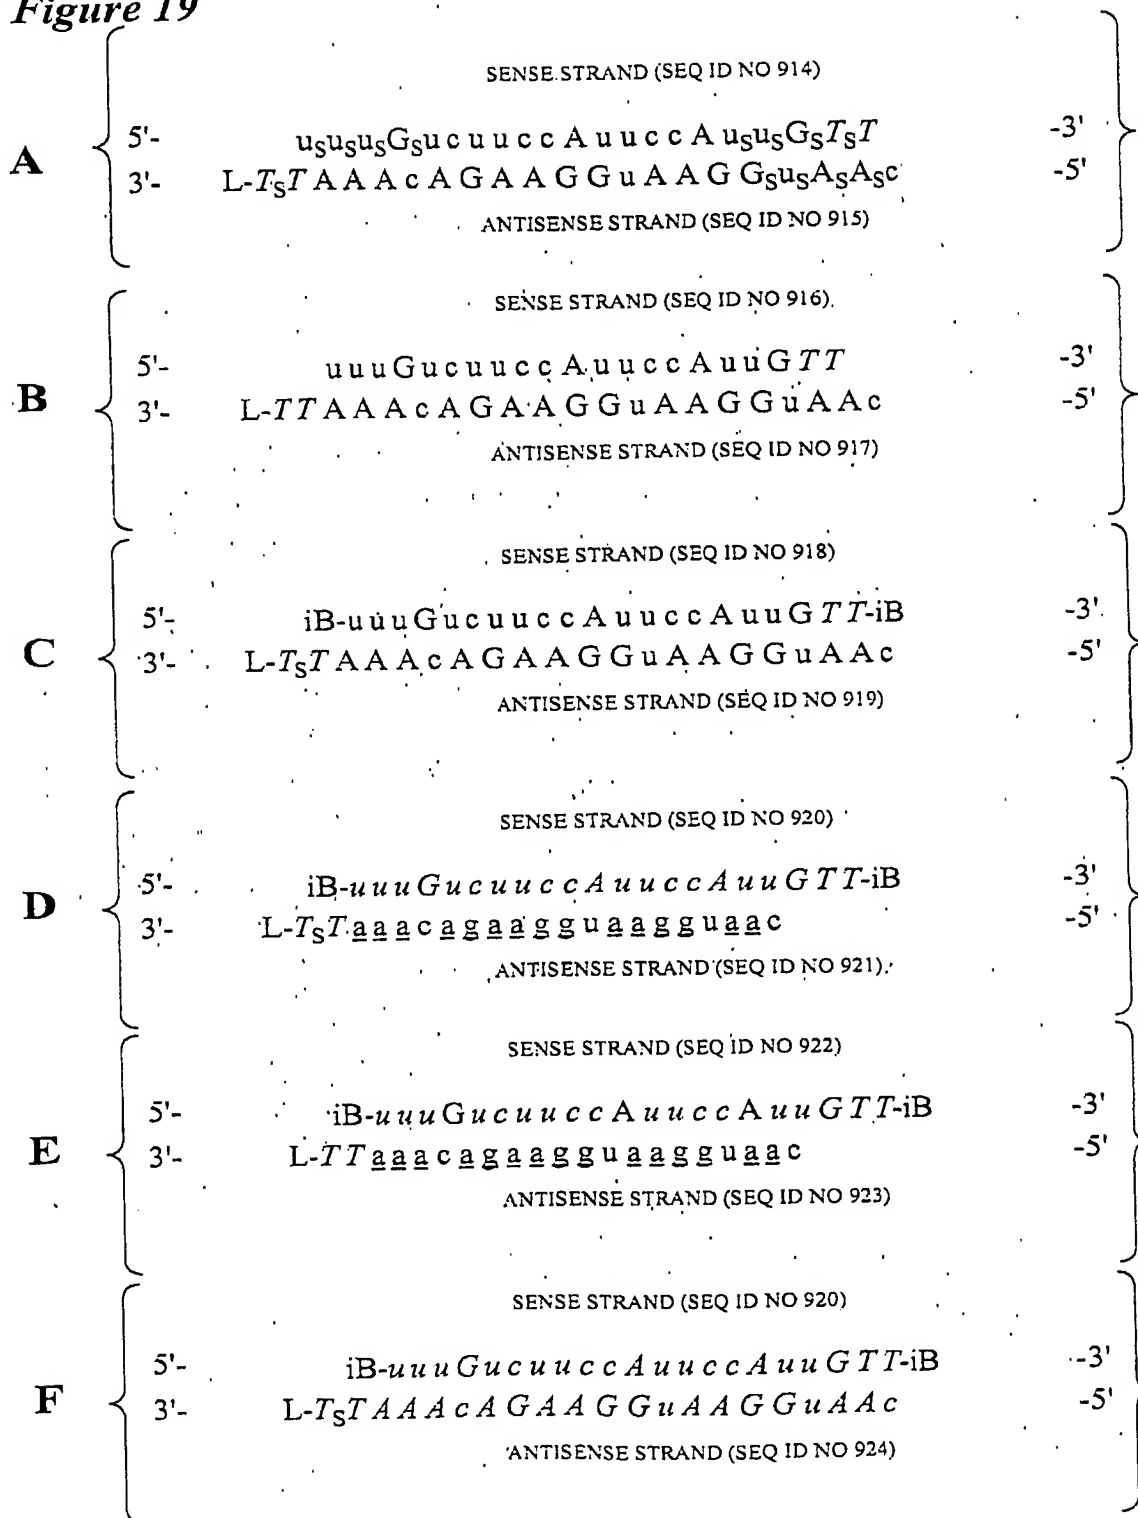 Figure 19
SENSE STRAND (SEQ ID NO 914)
A
5'- usususGsucuuccAuuccAususGsTsT -3'
3'- L-TsTAAAcAGAAGGuAAGGsusAsAsc -5'
ANTISENSE STRAND (SEQ ID NO 915)
SENSE STRAND (SEQ ID NO 916)
B
5'- uuuGucuuccAuuccAuuGTT -3'
3'- L-TTAAAcAGAAGGuAAGGuAAc -5'
ANTISENSE STRAND (SEQ ID NO 917)
SENSE STRAND (SEQ ID NO 918)
C
5'- iB-uuuGucuuccAuuccAuuGTT-iB -3'
3'- L-TsTAAAcAGAAGGuAAGGuAAc -5'
ANTISENSE STRAND (SEQ ID NO 919)
SENSE STRAND (SEQ ID NO 920)
D
5'- iB-uuuGucuuccAuuccAuuGTT-iB -3'
3'- L-TsTaaacagaagguaagguaac -5'
ANTISENSE STRAND (SEQ ID NO 921)
SENSE STRAND (SEQ ID NO 922)
E
5'- iB-uuuGucuuccAuuccAuuGTT-iB -3'
3'- L-TTaaacagaagguaagguaac -5'
ANTISENSE STRAND (SEQ ID NO 923)
SENSE STRAND (SEQ ID NO 920)
F
5'- iB-uuuGucuuccAuuccAuuGTT-iB -3'
3'- L-TsTAAAcAGAAGGuAAGGuAAc -5'
ANTISENSE STRAND (SEQ ID NO 924)